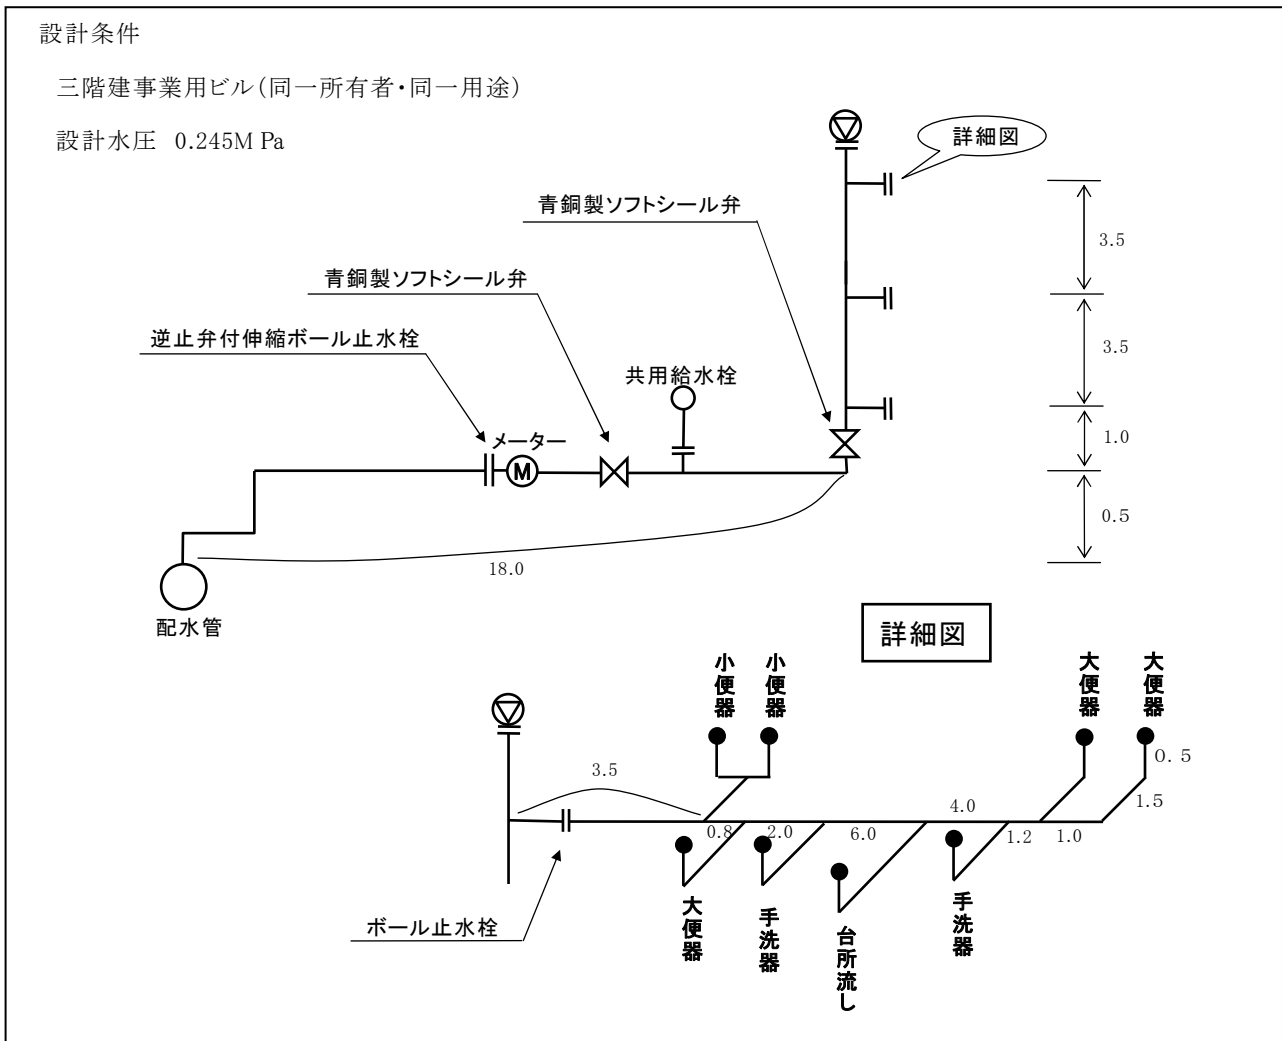 設計条件
三階建事業用ビル(同一所有者・同一用途)
設計水圧 0.245M Pa
詳細図
青銅製ソフトシール弁
3.5
青銅製ソフトシール弁
逆止弁付伸縮ボール止水栓
3.5
共用給水栓
メーター
M
1.0
0.5
18.0
配水管
詳細図
小便器
小便器
大便器
大便器
0.5
3.5
4.0
1.5
0.8
2.0
6.0
1.2
1.0
ボール止水栓
大便器
手洗器
台所流し
手洗器